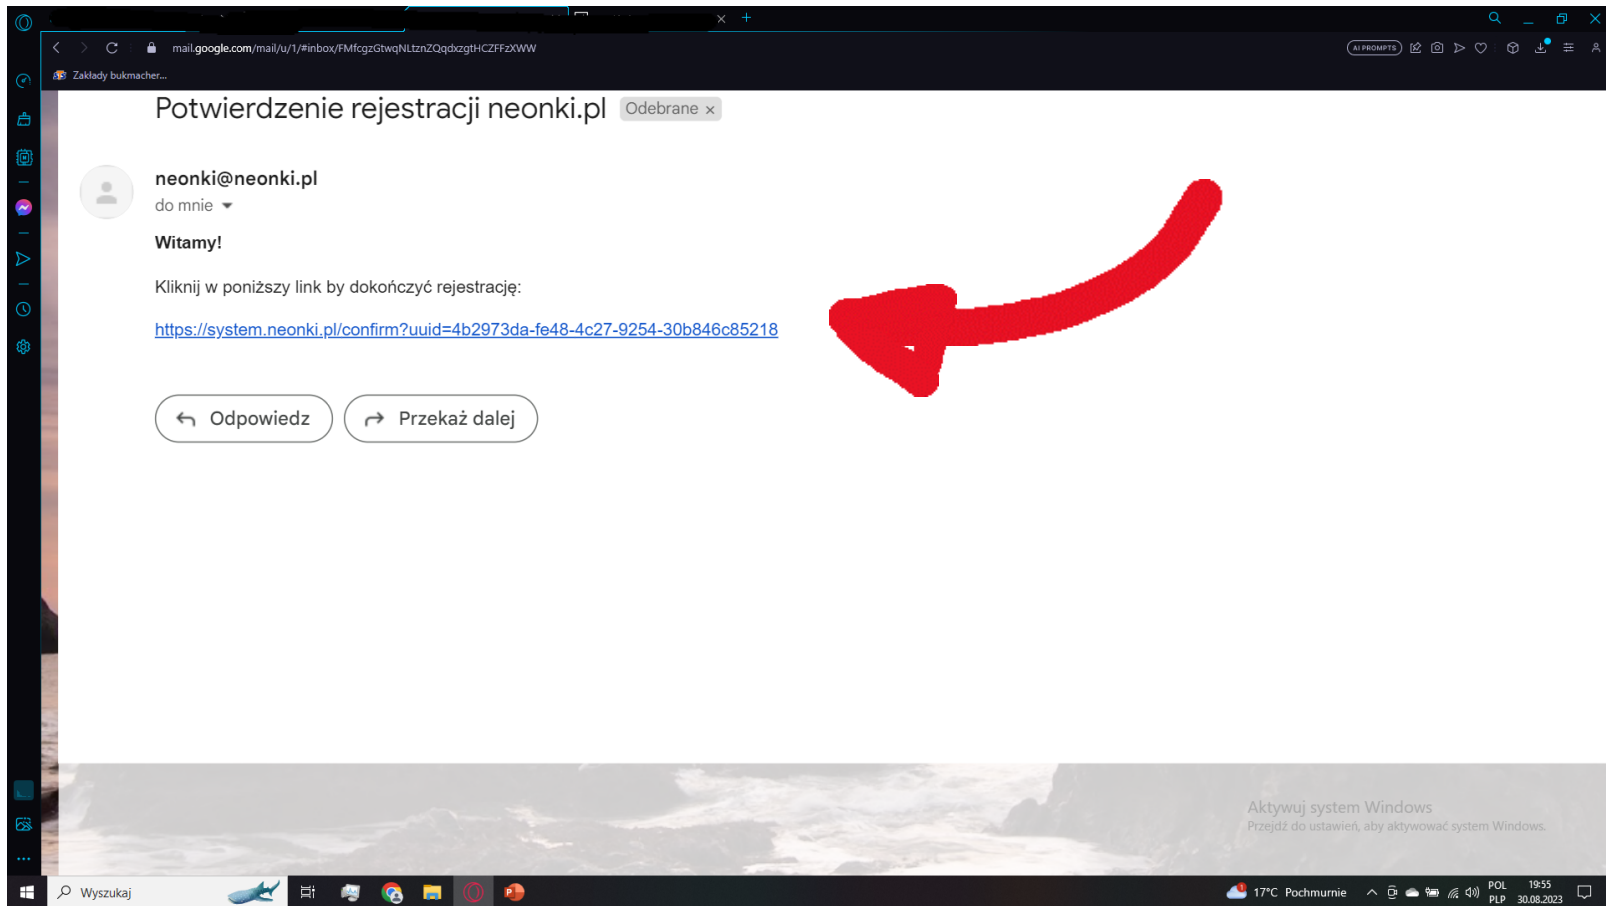 mail.google.com/mail/u/1/#inbox/FMfcgzGtwqNLtznZQqdxzgtHCZFFzXWW
AI PROMPTS
Zakłady bukmacher...
Potwierdzenie rejestracji neonki.pl Odebrane ×
neonki@neonki.pl
do mnie
Witamy!
Kliknij w poniższy link by dokończyć rejestrację:
https://system.neonki.pl/confirm?uuid=4b2973da-fe48-4c27-9254-30b846c85218
Odpowiedz Przekaż dalej
Aktywuj system Windows
Przejdź do ustawień, aby aktywować system Windows.
Wyszukaj
17°C Pochmurnie
POL 19:55
PLP 30.08.2023